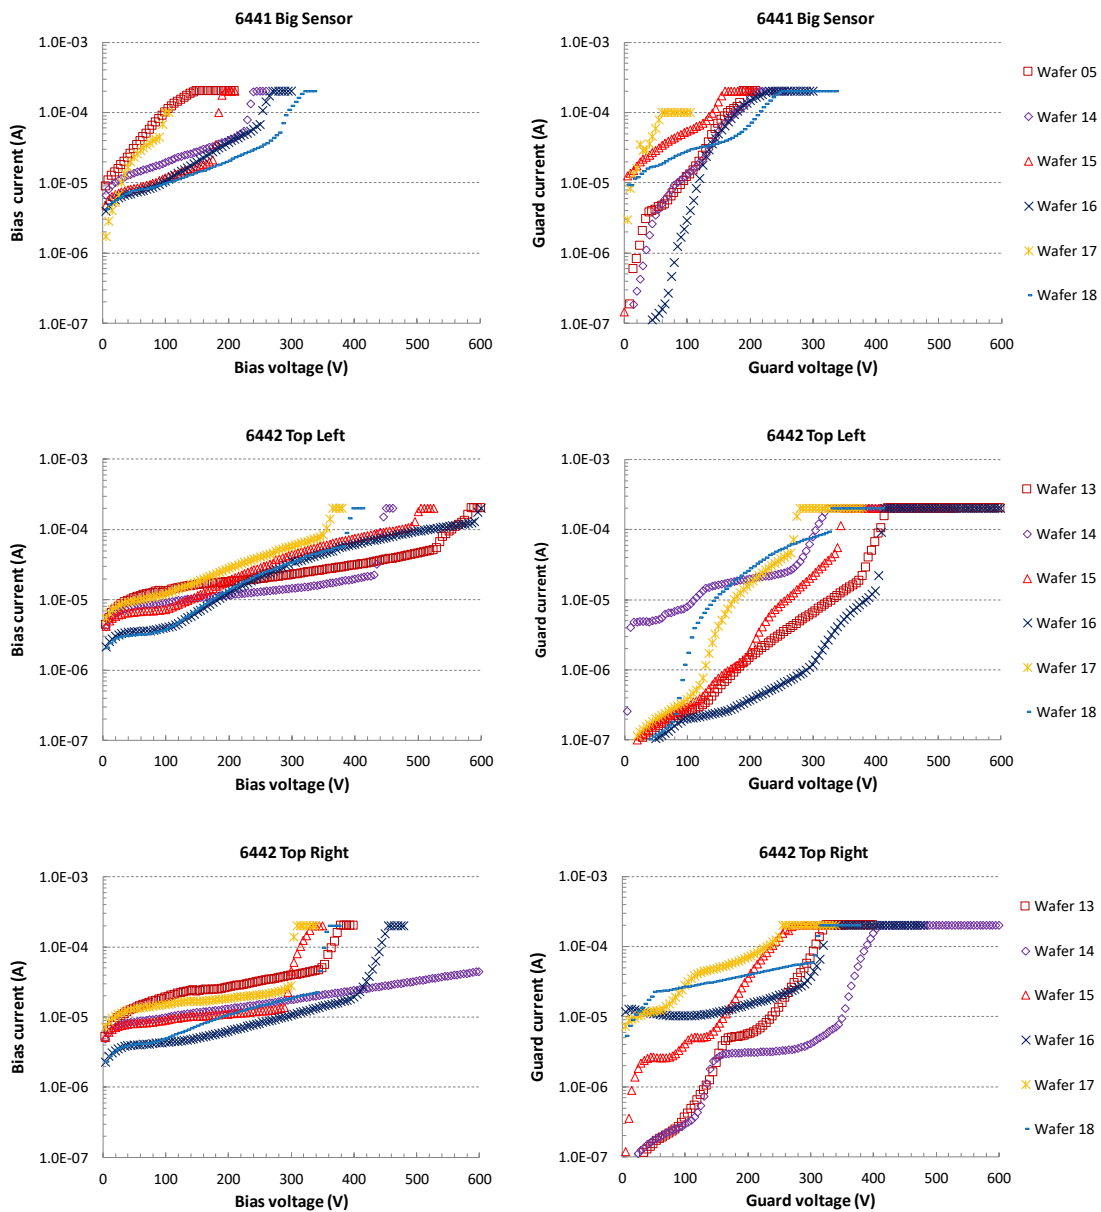 6441 Big Sensor
1.0E-03
1.0E-04
1.0E-05
1.0E-06
1.0E-07
Bias current (A)
0 100 200 300 400 500 600
Bias voltage (V)
6441 Big Sensor
1.0E-03
1.0E-04
1.0E-05
1.0E-06
1.0E-07
Guard current (A)
0 100 200 300 400 500 600
Guard voltage (V)
Wafer 05
Wafer 14
Wafer 15
Wafer 16
Wafer 17
Wafer 18
6442 Top Left
1.0E-03
1.0E-04
1.0E-05
1.0E-06
1.0E-07
Bias current (A)
0 100 200 300 400 500 600
Bias voltage (V)
6442 Top Left
1.0E-03
1.0E-04
1.0E-05
1.0E-06
1.0E-07
Guard current (A)
0 100 200 300 400 500 600
Guard voltage (V)
Wafer 13
Wafer 14
Wafer 15
Wafer 16
Wafer 17
Wafer 18
6442 Top Right
1.0E-03
1.0E-04
1.0E-05
1.0E-06
1.0E-07
Bias current (A)
0 100 200 300 400 500 600
Bias voltage (V)
6442 Top Right
1.0E-03
1.0E-04
1.0E-05
1.0E-06
1.0E-07
Guard current (A)
0 100 200 300 400 500 600
Guard voltage (V)
Wafer 13
Wafer 14
Wafer 15
Wafer 16
Wafer 17
Wafer 18